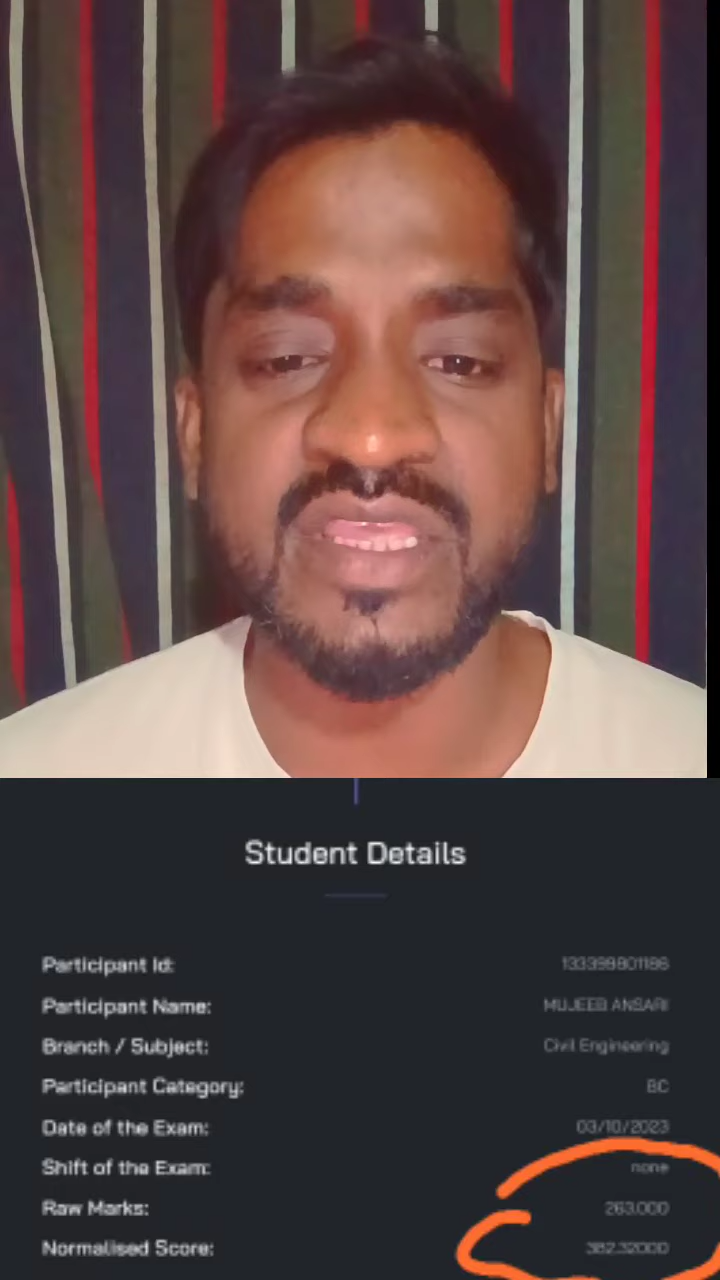 Student Details
Participant Id: 133399801186
Participant Name: MUJEEB ANSARI
Branch / Subject: Civil Engineering
Participant Category: BC
Date of the Exam: 03/10/2023
Shift of the Exam: none
Raw Marks: 263.000
Normalised Score: 382.32000